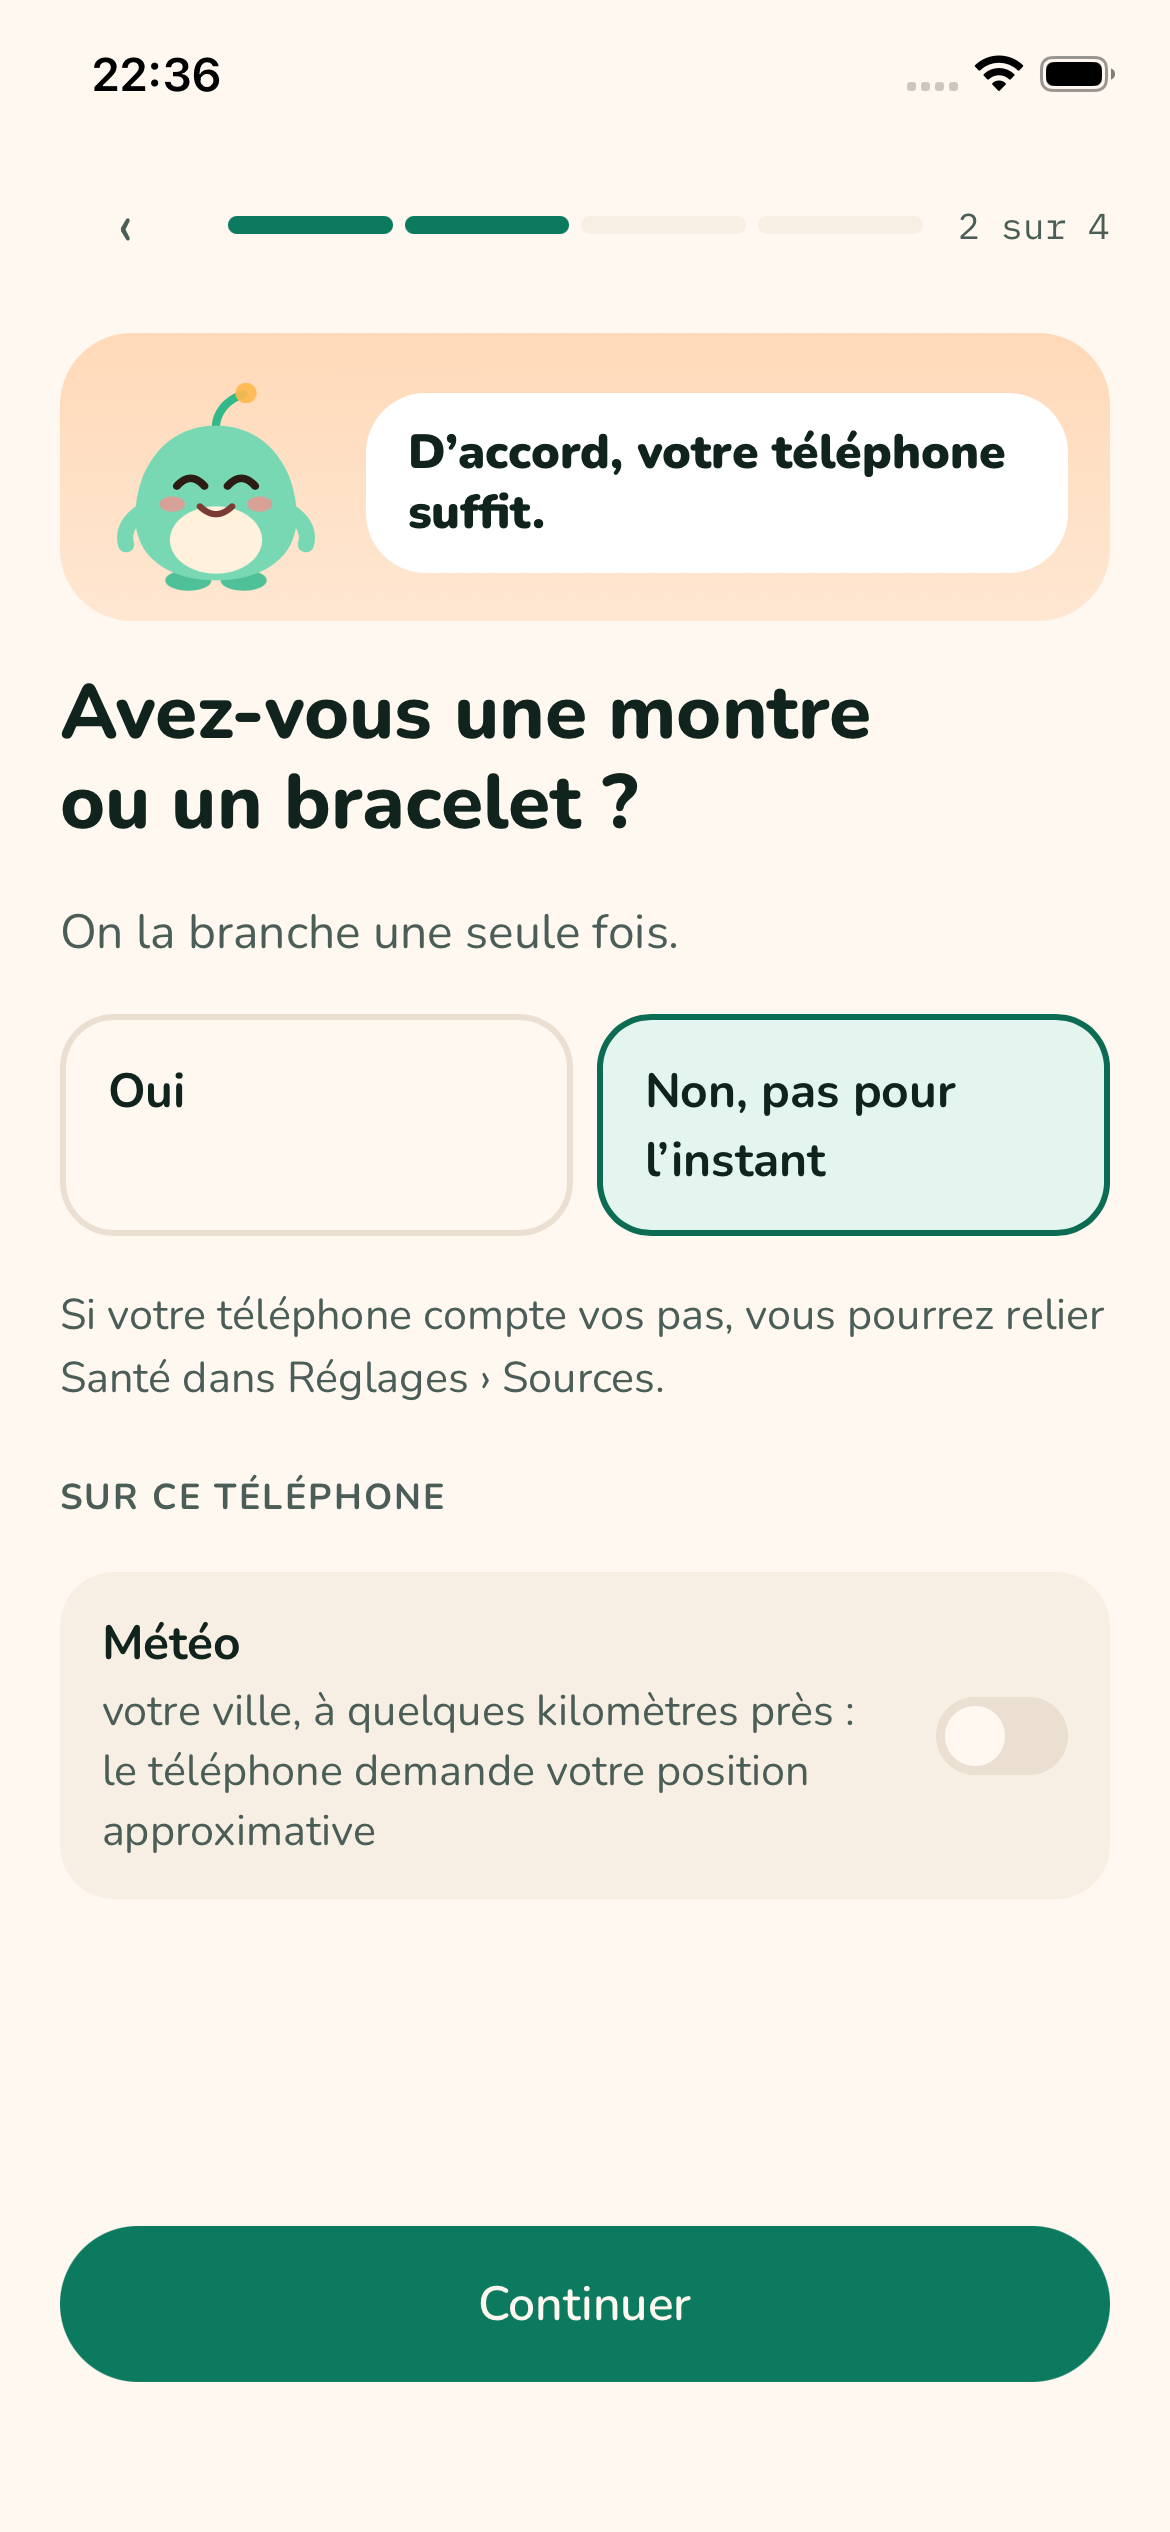 22:36
‹
2 sur 4
D’accord, votre téléphone
suffit.
Avez-vous une montre
ou un bracelet ?
On la branche une seule fois.
Oui
Non, pas pour
l’instant
Si votre téléphone compte vos pas, vous pourrez relier
Santé dans Réglages › Sources.
SUR CE TÉLÉPHONE
Météo
votre ville, à quelques kilomètres près :
le téléphone demande votre position
approximative
Continuer